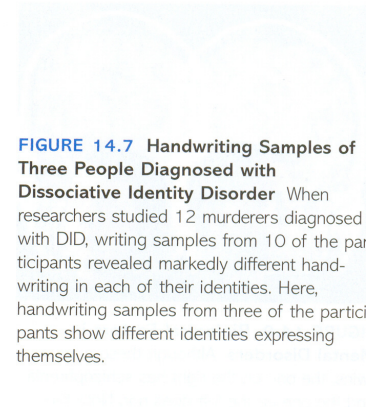 FIGURE 14.7 Handwriting Samples of
Three People Diagnosed with
Dissociative Identity Disorder When
researchers studied 12 murderers diagnosed
with DID, writing samples from 10 of the par
ticipants revealed markedly different hand-
writing in each of their identities. Here,
handwriting samples from three of the partici
pants show different identities expressing
themselves.